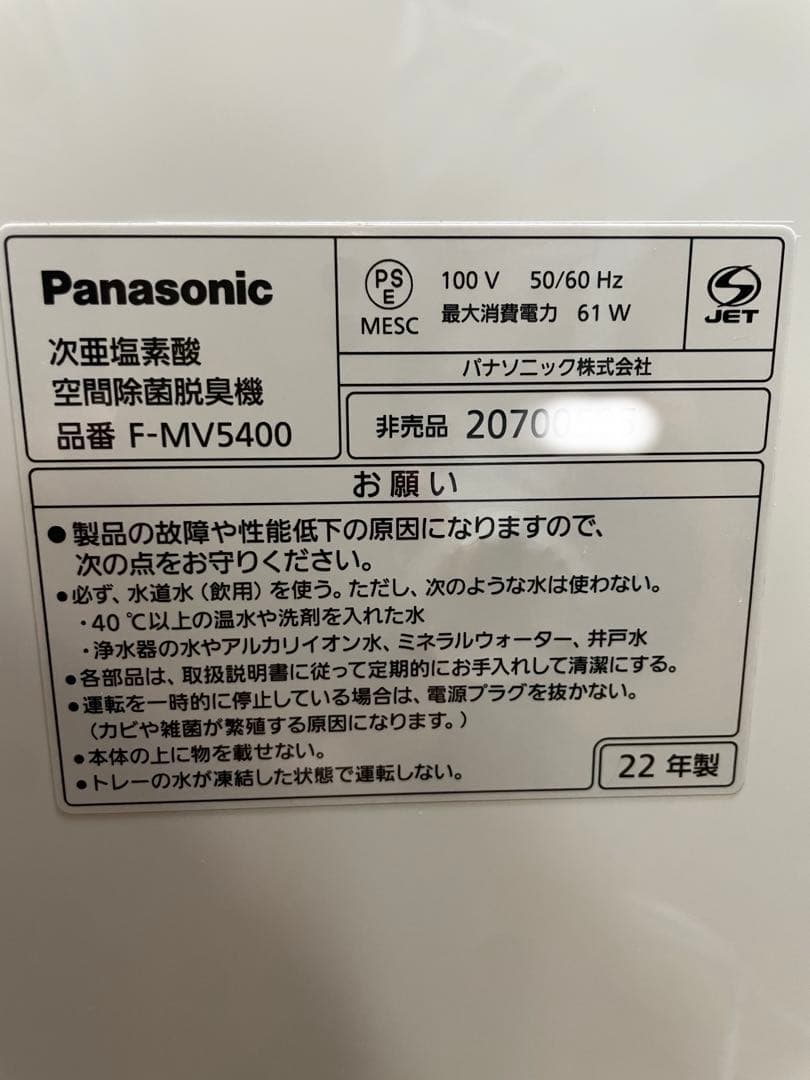 Panasonic
次亜塩素酸
空間除菌脱臭機
品番 F-MV5400
PS
E
MESC
100 V 50/60 Hz
最大消費電力 61 W
JET
パナソニック株式会社
非売品 20700
お願い
●製品の故障や性能低下の原因になりますので、
次の点をお守りください。
●必ず、水道水（飲用）を使う。ただし、次のような水は使わない。
・40 ℃以上の温水や洗剤を入れた水
・浄水器の水やアルカリイオン水、ミネラルウォーター、井戸水
●各部品は、取扱説明書に従って定期的にお手入れして清潔にする。
●運転を一時的に停止している場合は、電源プラグを抜かない。
（カビや雑菌が繁殖する原因になります。）
●本体の上に物を載せない。
●トレーの水が凍結した状態で運転しない。
22 年製